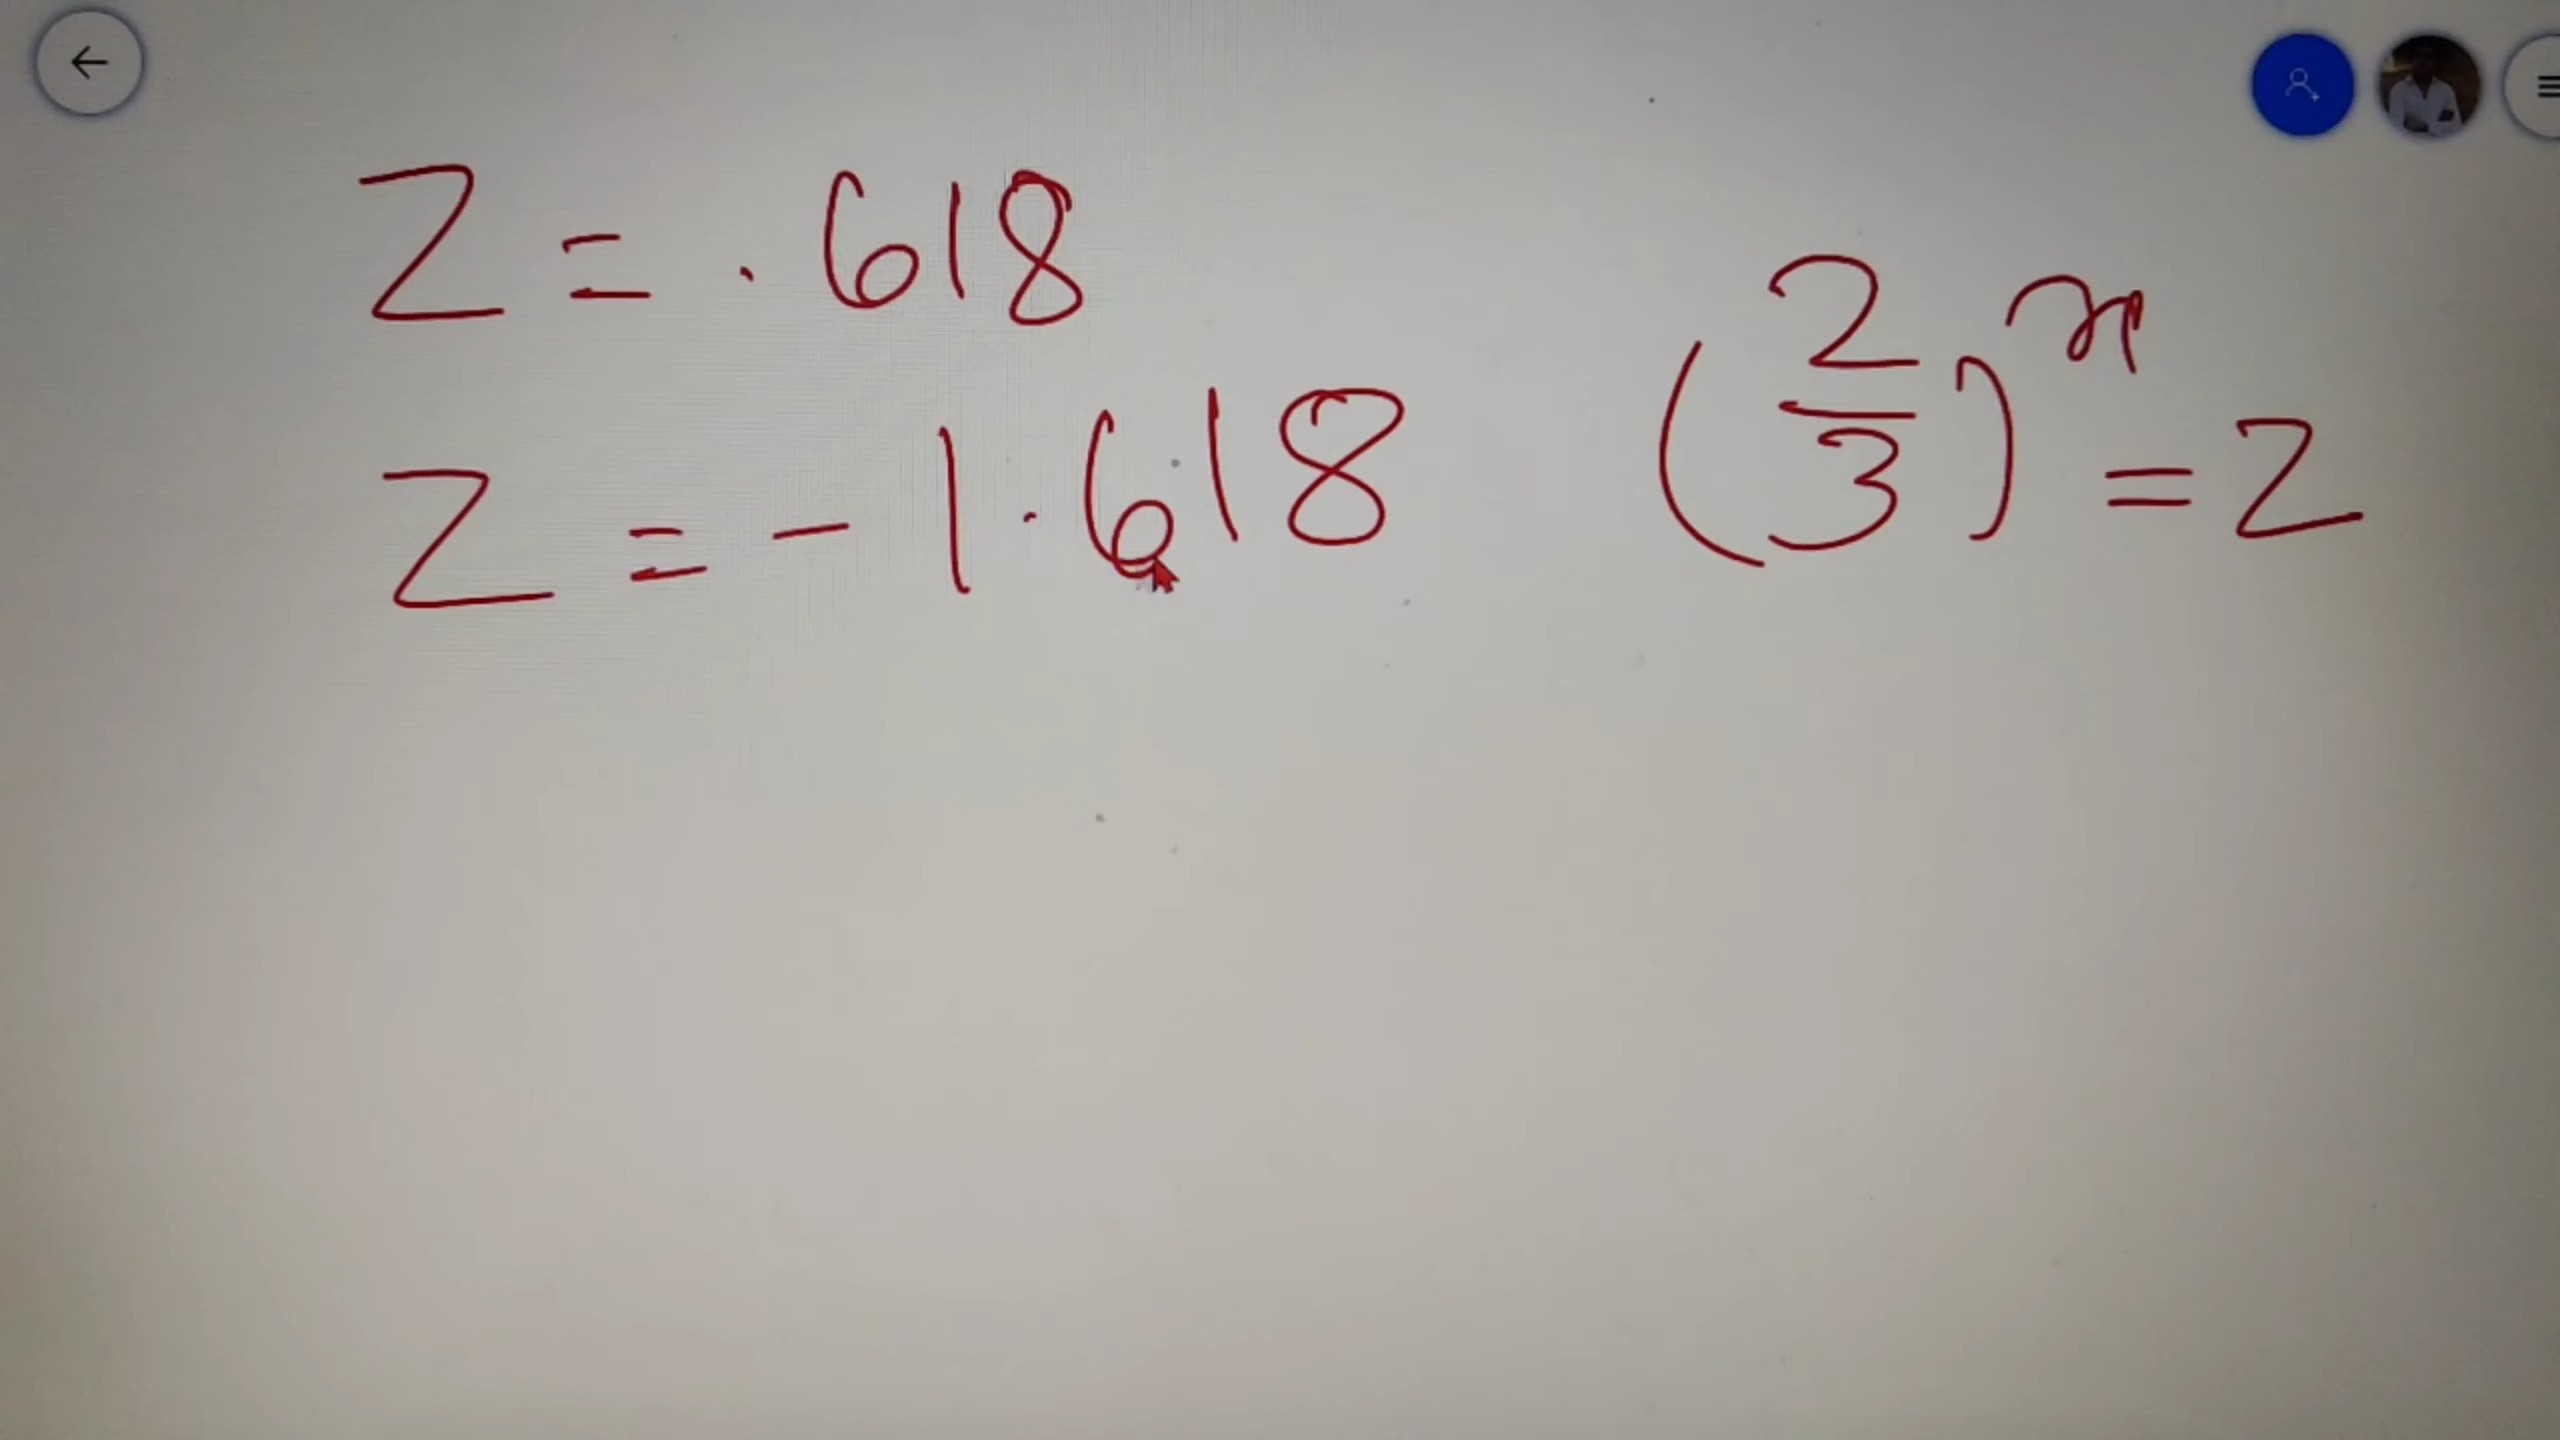 Z = .618
Z = - 1.618
(2/3)^x = Z